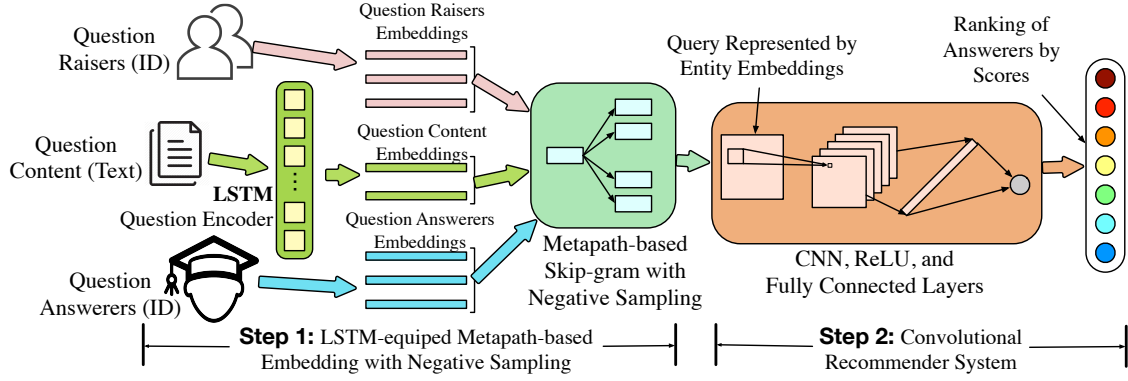 Question
Raisers (ID)
Question Raisers
Embeddings
Question
Content (Text)
LSTM
Question Encoder
Question Content
Embeddings
Question
Answerers (ID)
Question Answerers
Embeddings
Metapath-based
Skip-gram with
Negative Sampling
Query Represented by
Entity Embeddings
CNN, ReLU, and
Fully Connected Layers
Ranking of
Answerers by
Scores
Step 1: LSTM-equiped Metapath-based
Embedding with Negative Sampling
Step 2: Convolutional
Recommender System